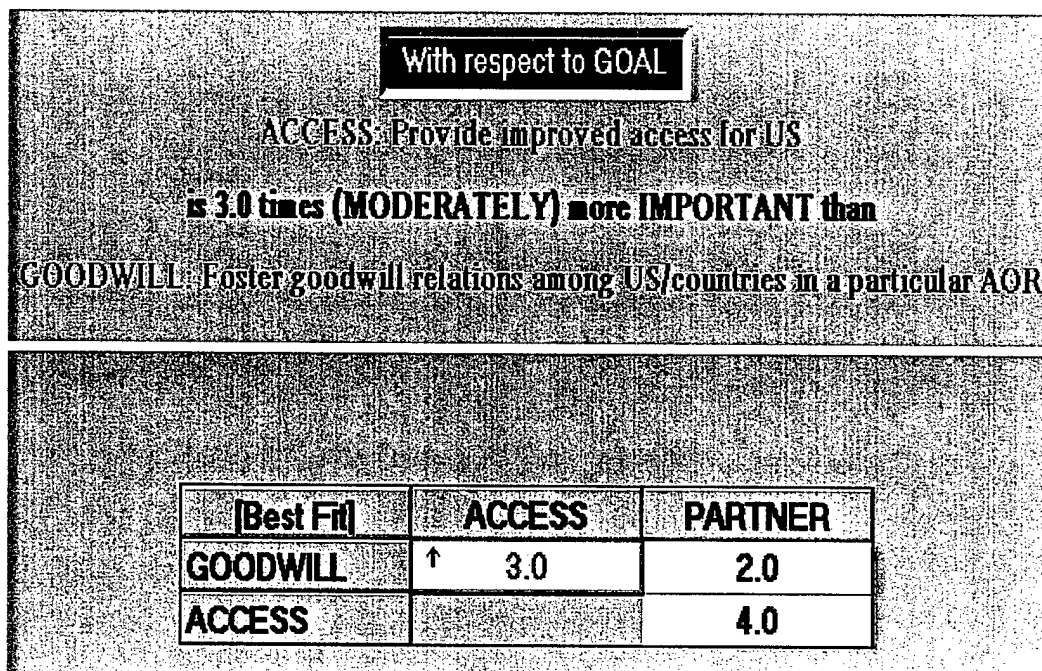 With respect to GOAL
ACCESS: Provide improved access for US
is 3.0 times (MODERATELY) more IMPORTANT than
GOODWILL: Foster goodwill relations among US/countries in a particular AOR
[Best Fit] ACCESS PARTNER
GOODWILL ↑ 3.0 2.0
ACCESS 4.0